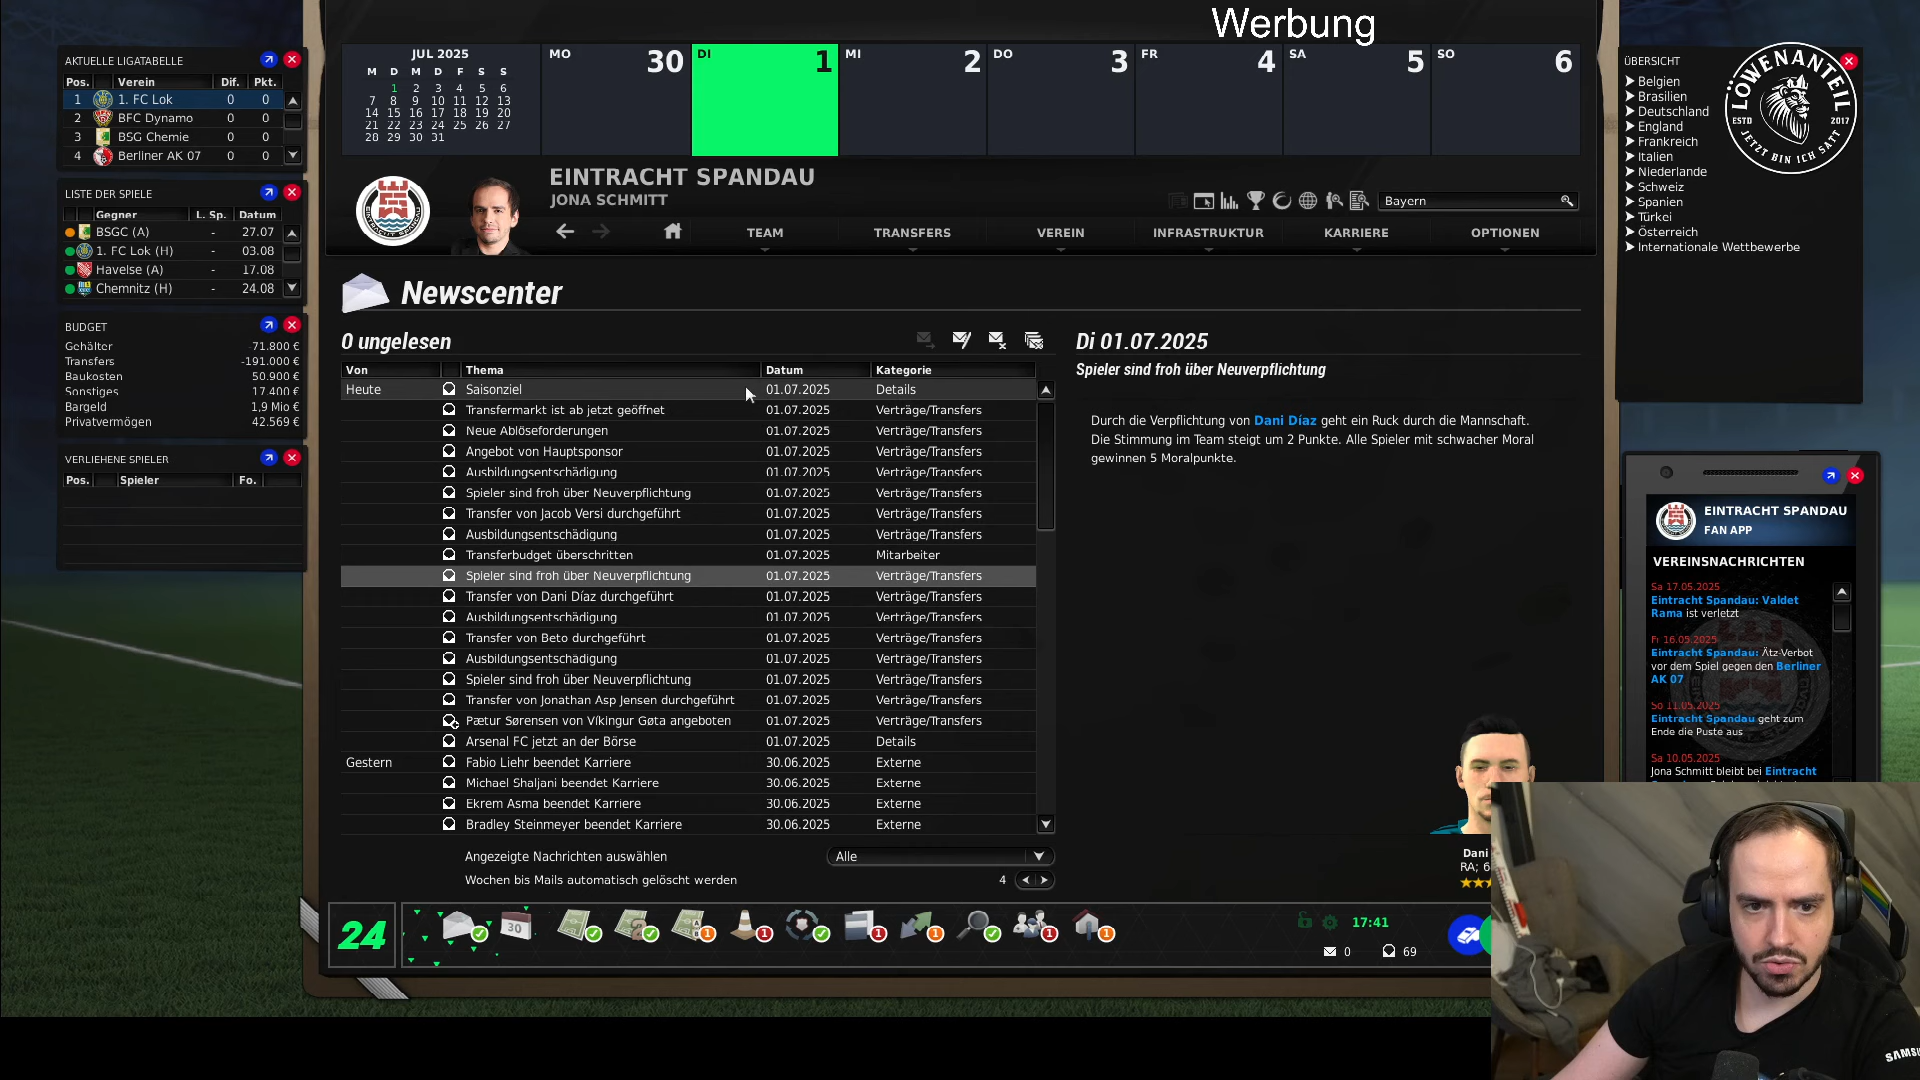 Werbung
AKTUELLE LIGATABELLE
Pos. Verein Dif. Pkt.
1 1. FC Lok 0 0
2 BFC Dynamo 0 0
3 BSG Chemie 0 0
4 Berliner AK 07 0 0
LISTE DER SPIELE
Gegner L. Sp. Datum
BSGC (A) - 27.07
1. FC Lok (H) - 03.08
Havelse (A) - 17.08
Chemnitz (H) - 24.08
BUDGET
Gehälter -71.800 €
Transfers -191.000 €
Baukosten 50.900 €
Sonstiges 17.400 €
Bargeld 1,9 Mio €
Privatvermögen 42.569 €
VERLIEHENE SPIELER
Pos. Spieler Fo.
JUL 2025
M D M D F S S
1 2 3 4 5 6
7 8 9 10 11 12 13
14 15 16 17 18 19 20
21 22 23 24 25 26 27
28 29 30 31
MO 30
DI 1
MI 2
DO 3
FR 4
SA 5
SO 6
EINTRACHT SPANDAU
JONA SCHMITT
Bayern
TEAM TRANSFERS VEREIN INFRASTRUKTUR KARRIERE OPTIONEN
Newscenter
0 ungelesen
Von Thema Datum Kategorie
Heute Saisonziel 01.07.2025 Details
Transfermarkt ist ab jetzt geöffnet 01.07.2025 Verträge/Transfers
Neue Ablöseforderungen 01.07.2025 Verträge/Transfers
Angebot von Hauptsponsor 01.07.2025 Verträge/Transfers
Ausbildungsentschädigung 01.07.2025 Verträge/Transfers
Spieler sind froh über Neuverpflichtung 01.07.2025 Verträge/Transfers
Transfer von Jacob Versi durchgeführt 01.07.2025 Verträge/Transfers
Ausbildungsentschädigung 01.07.2025 Verträge/Transfers
Transferbudget überschritten 01.07.2025 Mitarbeiter
Spieler sind froh über Neuverpflichtung 01.07.2025 Verträge/Transfers
Transfer von Dani Díaz durchgeführt 01.07.2025 Verträge/Transfers
Ausbildungsentschädigung 01.07.2025 Verträge/Transfers
Transfer von Beto durchgeführt 01.07.2025 Verträge/Transfers
Ausbildungsentschädigung 01.07.2025 Verträge/Transfers
Spieler sind froh über Neuverpflichtung 01.07.2025 Verträge/Transfers
Transfer von Jonathan Asp Jensen durchgeführt 01.07.2025 Verträge/Transfers
Pætur Sørensen von Víkingur Gøta angeboten 01.07.2025 Verträge/Transfers
Arsenal FC jetzt an der Börse 01.07.2025 Details
Gestern Fabio Liehr beendet Karriere 30.06.2025 Externe
Michael Shaljani beendet Karriere 30.06.2025 Externe
Ekrem Asma beendet Karriere 30.06.2025 Externe
Bradley Steinmeyer beendet Karriere 30.06.2025 Externe
Angezeigte Nachrichten auswählen Alle
Wochen bis Mails automatisch gelöscht werden 4
Di 01.07.2025
Spieler sind froh über Neuverpflichtung
Durch die Verpflichtung von Dani Díaz geht ein Ruck durch die Mannschaft.
Die Stimmung im Team steigt um 2 Punkte. Alle Spieler mit schwacher Moral
gewinnen 5 Moralpunkte.
Dani
RA; 6
24
30
1 1 1 1 1 1
17:41
0 69
ÜBERSICHT
Belgien
Brasilien
Deutschland
England
Frankreich
Italien
Niederlande
Schweiz
Spanien
Türkei
Österreich
Internationale Wettbewerbe
LÖWENANTEIL
ESTD 2017
JETZT BIN ICH SATT
EINTRACHT SPANDAU
FAN APP
VEREINSNACHRICHTEN
Sa 17.05.2025
Eintracht Spandau: Valdet
Rama ist verletzt
Fr 16.05.2025
Eintracht Spandau: Ätz-Verbot
vor dem Spiel gegen den Berliner
AK 07
So 11.05.2025
Eintracht Spandau geht zum
Ende die Puste aus
Sa 10.05.2025
Jona Schmitt bleibt bei Eintracht
SAMSU